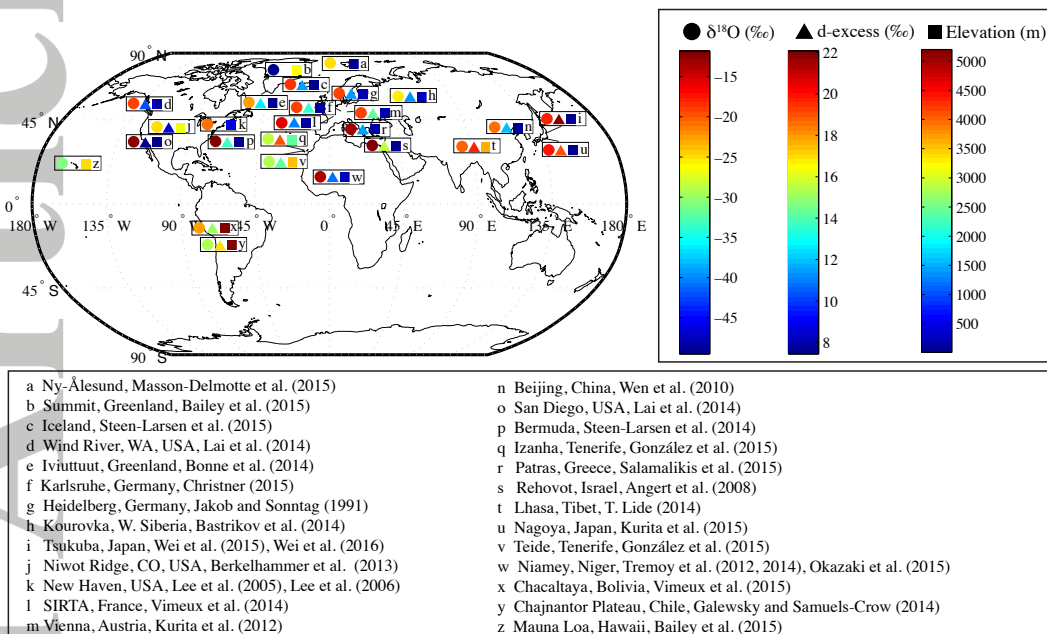 δ18O (‰) d-excess (‰) Elevation (m)
−15
−20
−25
−30
−35
−40
−45
22
20
18
16
14
12
10
8
5000
4500
4000
3500
3000
2500
2000
1500
1000
500
90° N
45° N
0°
180° W 135 W 90 W 45 W 0 45 E 90 E 135 E 180° E
45° S
90° S
a
b
c
d
e
f
g
h
i
j
k
l
m
n
o
p
q
r
s
t
u
v
w
x
y
z
a Ny-Ålesund, Masson-Delmotte et al. (2015)
b Summit, Greenland, Bailey et al. (2015)
c Iceland, Steen-Larsen et al. (2015)
d Wind River, WA, USA, Lai et al. (2014)
e Iviuttuut, Greenland, Bonne et al. (2014)
f Karlsruhe, Germany, Christner (2015)
g Heidelberg, Germany, Jakob and Sonntag (1991)
h Kourovka, W. Siberia, Bastrikov et al. (2014)
i Tsukuba, Japan, Wei et al. (2015), Wei et al. (2016)
j Niwot Ridge, CO, USA, Berkelhammer et al. (2013)
k New Haven, USA, Lee et al. (2005), Lee et al. (2006)
l SIRTA, France, Vimeux et al. (2014)
m Vienna, Austria, Kurita et al. (2012)
n Beijing, China, Wen et al. (2010)
o San Diego, USA, Lai et al. (2014)
p Bermuda, Steen-Larsen et al. (2014)
q Izanha, Tenerife, González et al. (2015)
r Patras, Greece, Salamalikis et al. (2015)
s Rehovot, Israel, Angert et al. (2008)
t Lhasa, Tibet, T. Lide (2014)
u Nagoya, Japan, Kurita et al. (2015)
v Teide, Tenerife, González et al. (2015)
w Niamey, Niger, Tremoy et al. (2012, 2014), Okazaki et al. (2015)
x Chacaltaya, Bolivia, Vimeux et al. (2015)
y Chajnantor Plateau, Chile, Galewsky and Samuels-Crow (2014)
z Mauna Loa, Hawaii, Bailey et al. (2015)